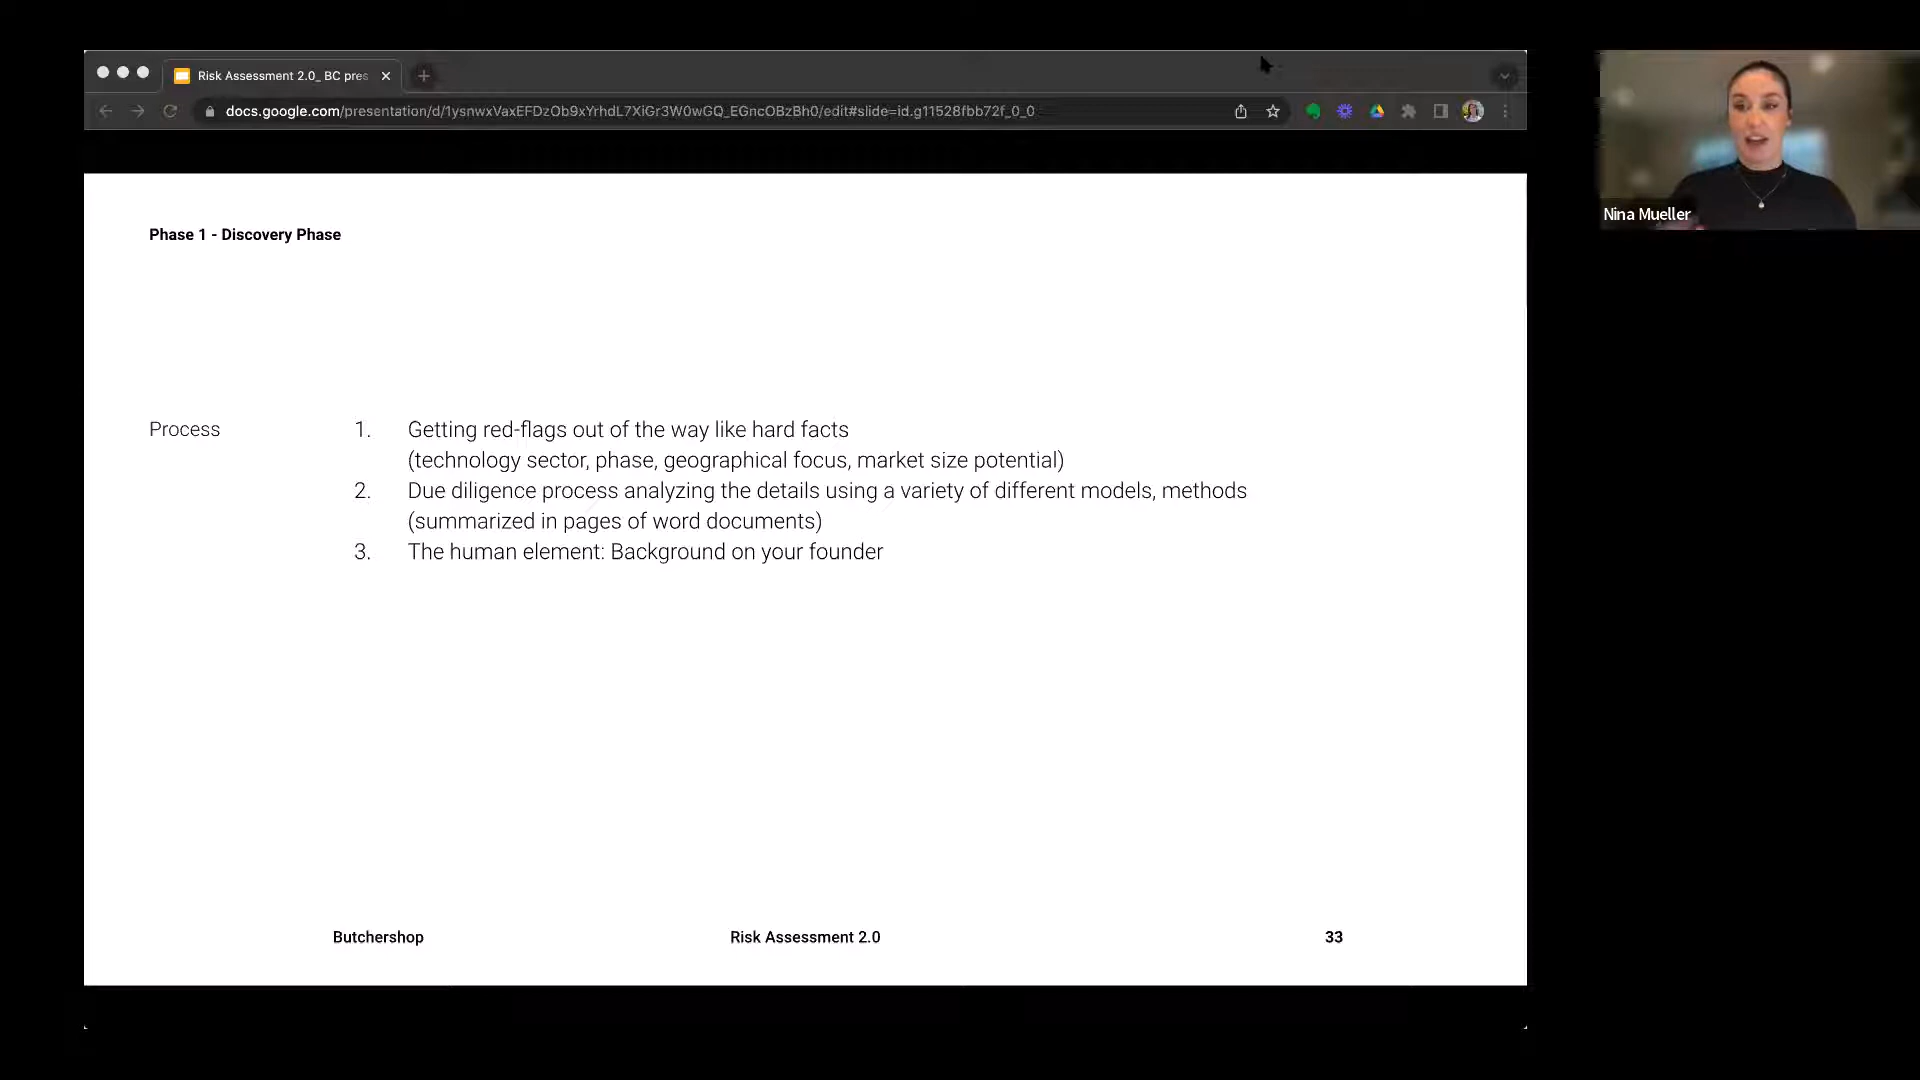 Risk Assessment 2.0_ BC pres
docs.google.com/presentation/d/1ysnwxVaxEFDzOb9xYrhdL7XiGr3W0wGQ_EGncOBzBh0/edit#slide=id.g11528fbb72f_0_0
Nina Mueller
Phase 1 - Discovery Phase
Process
1. Getting red-flags out of the way like hard facts
(technology sector, phase, geographical focus, market size potential)
2. Due diligence process analyzing the details using a variety of different models, methods
(summarized in pages of word documents)
3. The human element: Background on your founder
Butchershop
Risk Assessment 2.0
33